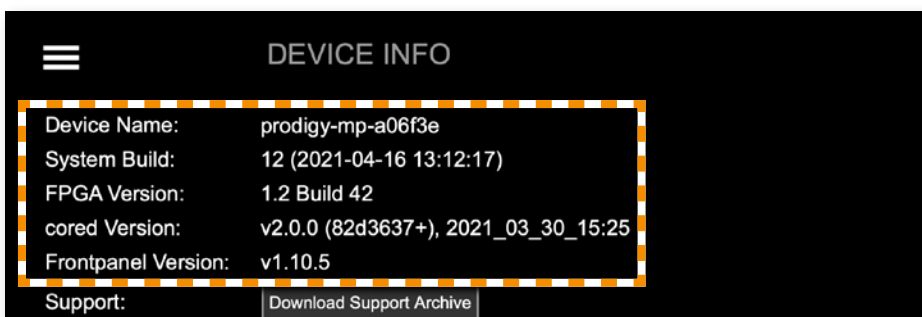 DEVICE INFO
Device Name: prodigy-mp-a06f3e
System Build: 12 (2021-04-16 13:12:17)
FPGA Version: 1.2 Build 42
cored Version: v2.0.0 (82d3637+), 2021_03_30_15:25
Frontpanel Version: v1.10.5
Support: Download Support Archive